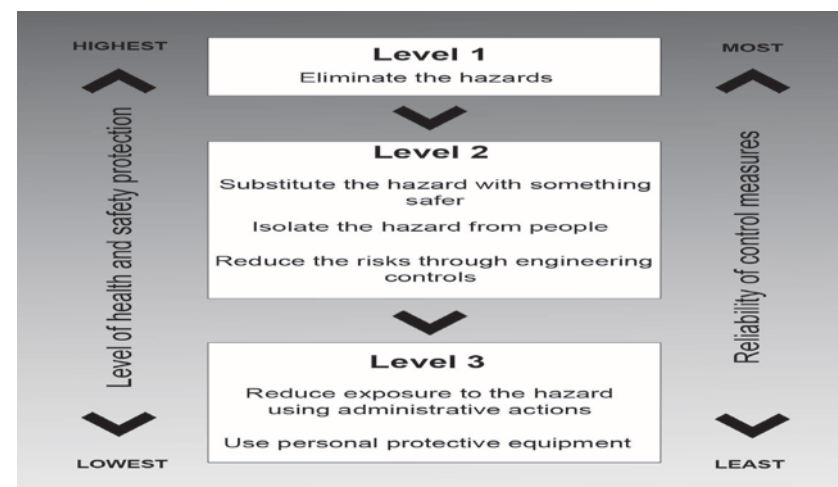 HIGHEST
MOST
Level 1
Eliminate the hazards
Level 2
Substitute the hazard with something
safer
Isolate the hazard from people
Reduce the risks through engineering
controls
Level of health and safety protection
Reliability of control measures
Level 3
Reduce exposure to the hazard
using administrative actions
Use personal protective equipment
LOWEST
LEAST